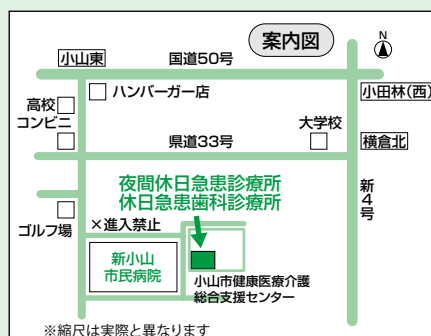 案内図
N
小山東
国道50号
ハンバーガー店
小田林(西)
高校
コンビニ
大学校
県道33号
横倉北
新4号
夜間休日急患診療所
休日急患歯科診療所
ゴルフ場
×進入禁止
新小山
市民病院
小山市健康医療介護
総合支援センター
※縮尺は実際と異なります